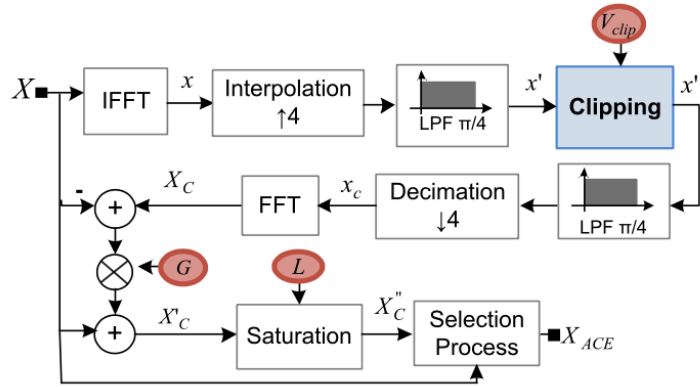 V_clip
X
IFFT
x
Interpolation
↑4
LPF π/4
x'
Clipping
x'
X_C
FFT
x_c
Decimation
↓4
LPF π/4
-
+
G
L
+
X'_C
Saturation
X"_C
Selection
Process
X_ACE